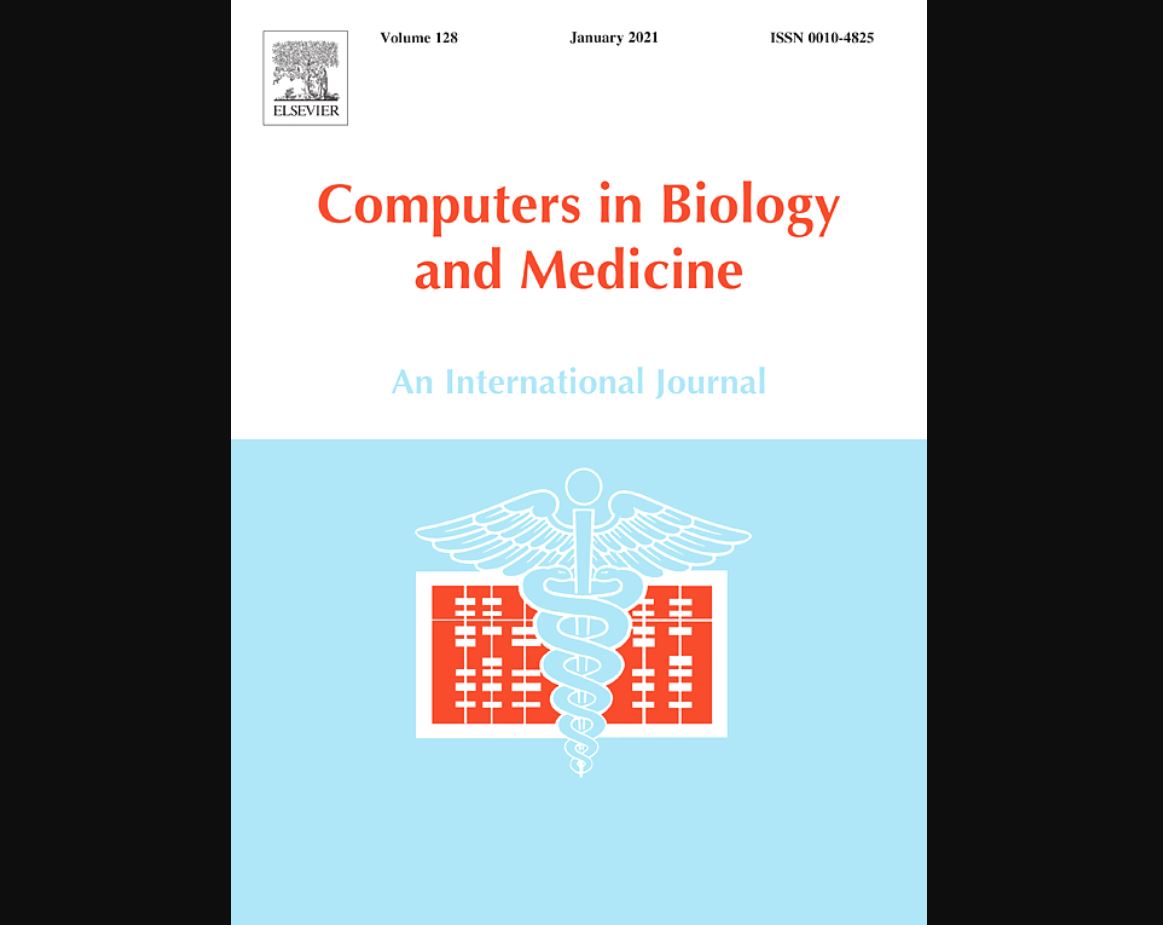 Volume 128 January 2021 ISSN 0010-4825
ELSEVIER
Computers in Biology
and Medicine
An International Journal